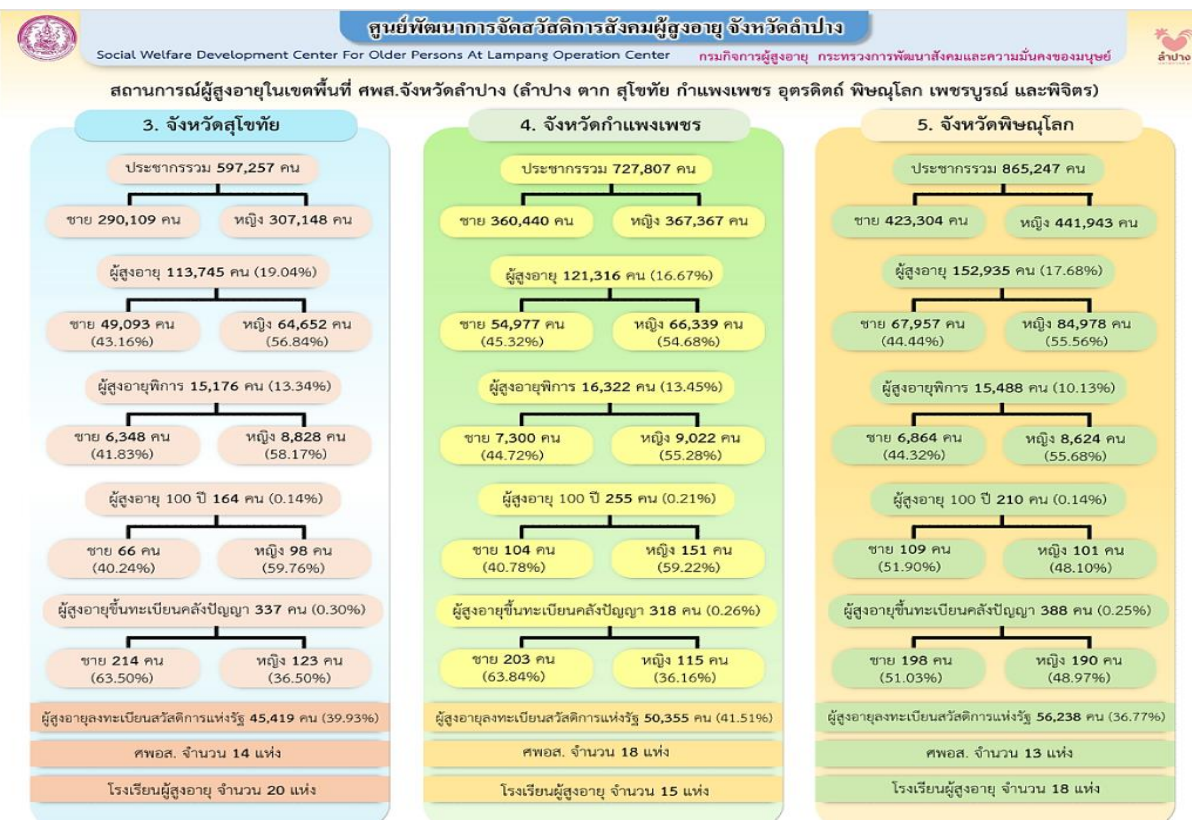 ศูนย์พัฒนาการจัดสวัสดิการสังคมผู้สูงอายุ จังหวัดลำปาง
Social Welfare Development Center For Older Persons At Lampang Operation Center กรมกิจการผู้สูงอายุ กระทรวงการพัฒนาสังคมและความมั่นคงของมนุษย์
ลำปาง
สถานการณ์ผู้สูงอายุในเขตพื้นที่ ศพส.จังหวัดลำปาง (ลำปาง ตาก สุโขทัย กำแพงเพชร อุตรดิตถ์ พิษณุโลก เพชรบูรณ์ และพิจิตร)
3. จังหวัดสุโขทัย
ประชากรรวม 597,257 คน
ชาย 290,109 คน
หญิง 307,148 คน
ผู้สูงอายุ 113,745 คน (19.04%)
ชาย 49,093 คน
(43.16%)
หญิง 64,652 คน
(56.84%)
ผู้สูงอายุพิการ 15,176 คน (13.34%)
ชาย 6,348 คน
(41.83%)
หญิง 8,828 คน
(58.17%)
ผู้สูงอายุ 100 ปี 164 คน (0.14%)
ชาย 66 คน
(40.24%)
หญิง 98 คน
(59.76%)
ผู้สูงอายุขึ้นทะเบียนคลังปัญญา 337 คน (0.30%)
ชาย 214 คน
(63.50%)
หญิง 123 คน
(36.50%)
ผู้สูงอายุลงทะเบียนสวัสดิการแห่งรัฐ 45,419 คน (39.93%)
ศพอส. จำนวน 14 แห่ง
โรงเรียนผู้สูงอายุ จำนวน 20 แห่ง
4. จังหวัดกำแพงเพชร
ประชากรรวม 727,807 คน
ชาย 360,440 คน
หญิง 367,367 คน
ผู้สูงอายุ 121,316 คน (16.67%)
ชาย 54,977 คน
(45.32%)
หญิง 66,339 คน
(54.68%)
ผู้สูงอายุพิการ 16,322 คน (13.45%)
ชาย 7,300 คน
(44.72%)
หญิง 9,022 คน
(55.28%)
ผู้สูงอายุ 100 ปี 255 คน (0.21%)
ชาย 104 คน
(40.78%)
หญิง 151 คน
(59.22%)
ผู้สูงอายุขึ้นทะเบียนคลังปัญญา 318 คน (0.26%)
ชาย 203 คน
(63.84%)
หญิง 115 คน
(36.16%)
ผู้สูงอายุลงทะเบียนสวัสดิการแห่งรัฐ 50,355 คน (41.51%)
ศพอส. จำนวน 18 แห่ง
โรงเรียนผู้สูงอายุ จำนวน 15 แห่ง
5. จังหวัดพิษณุโลก
ประชากรรวม 865,247 คน
ชาย 423,304 คน
หญิง 441,943 คน
ผู้สูงอายุ 152,935 คน (17.68%)
ชาย 67,957 คน
(44.44%)
หญิง 84,978 คน
(55.56%)
ผู้สูงอายุพิการ 15,488 คน (10.13%)
ชาย 6,864 คน
(44.32%)
หญิง 8,624 คน
(55.68%)
ผู้สูงอายุ 100 ปี 210 คน (0.14%)
ชาย 109 คน
(51.90%)
หญิง 101 คน
(48.10%)
ผู้สูงอายุขึ้นทะเบียนคลังปัญญา 388 คน (0.25%)
ชาย 198 คน
(51.03%)
หญิง 190 คน
(48.97%)
ผู้สูงอายุลงทะเบียนสวัสดิการแห่งรัฐ 56,238 คน (36.77%)
ศพอส. จำนวน 13 แห่ง
โรงเรียนผู้สูงอายุ จำนวน 18 แห่ง